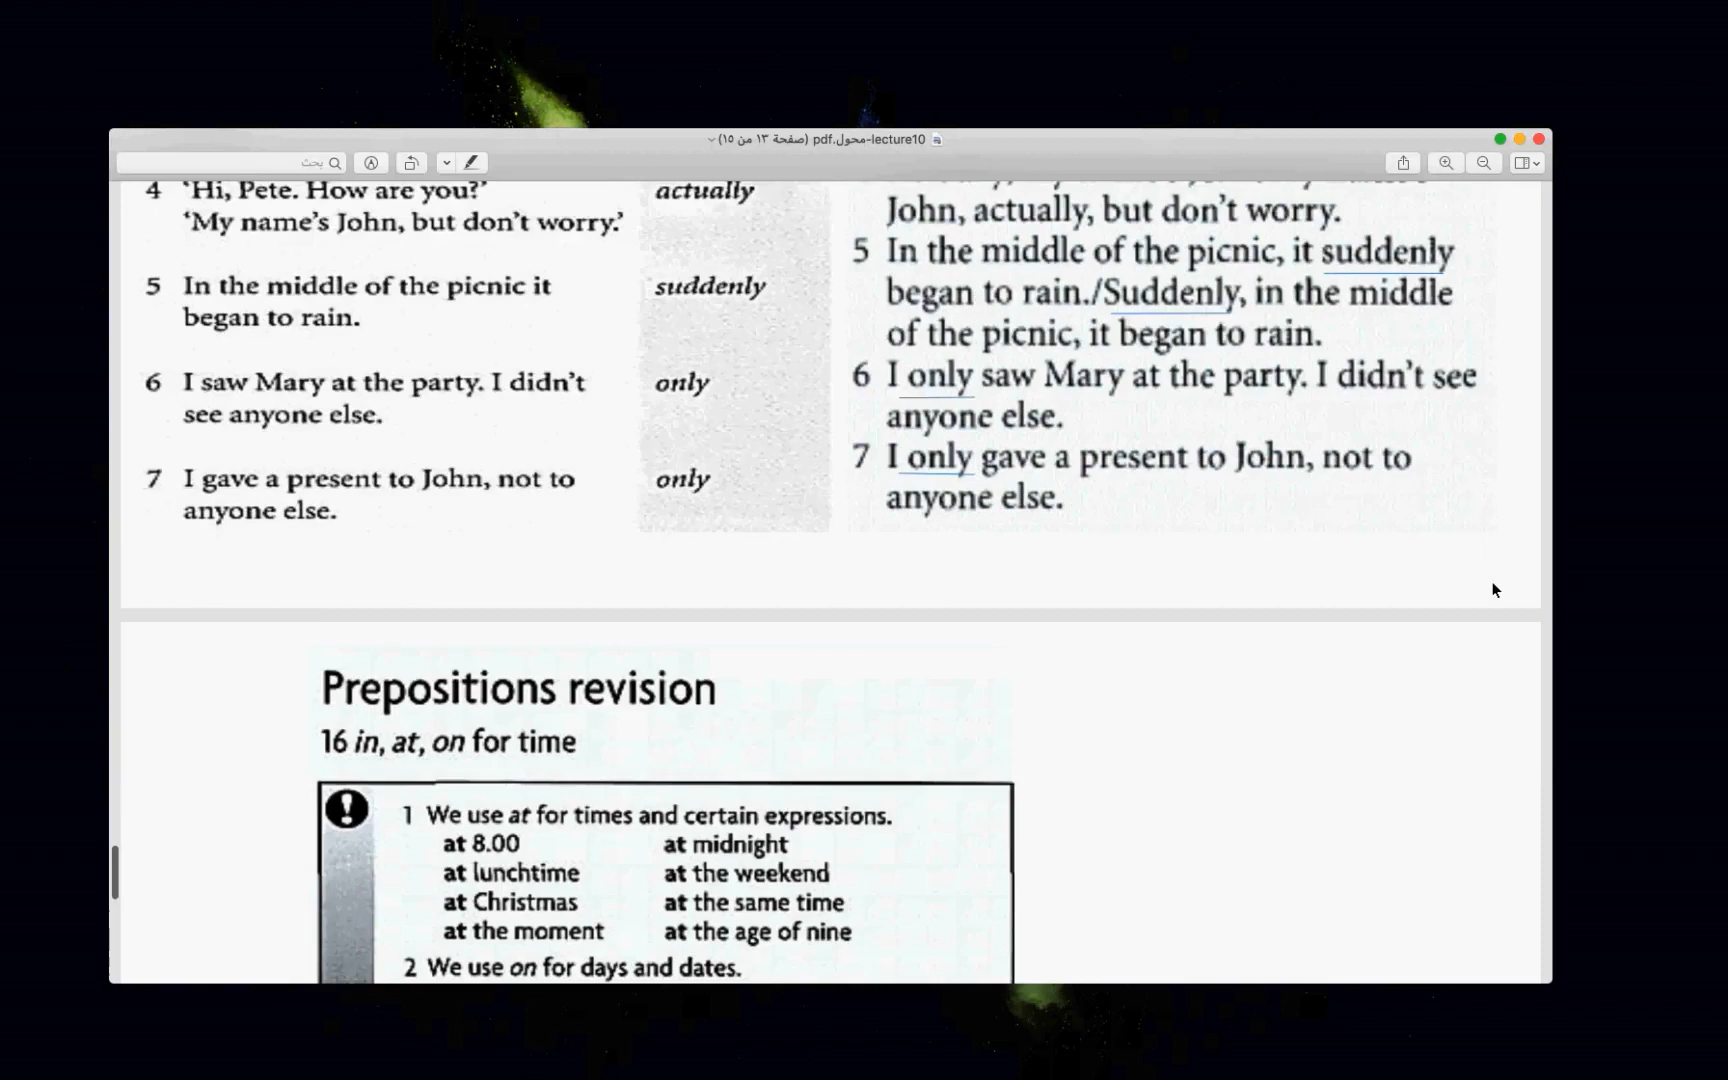 lecture10-محول.pdf (صفحة ١٣ من ١٥)
بحث
4 ‘Hi, Pete. How are you?’
‘My name’s John, but don’t worry.’
actually
5 In the middle of the picnic it
began to rain.
suddenly
6 I saw Mary at the party. I didn’t
see anyone else.
only
7 I gave a present to John, not to
anyone else.
only
John, actually, but don’t worry.
5 In the middle of the picnic, it suddenly
began to rain./Suddenly, in the middle
of the picnic, it began to rain.
6 I only saw Mary at the party. I didn’t see
anyone else.
7 I only gave a present to John, not to
anyone else.
Prepositions revision
16 in, at, on for time
1 We use at for times and certain expressions.
at 8.00 at midnight
at lunchtime at the weekend
at Christmas at the same time
at the moment at the age of nine
2 We use on for days and dates.